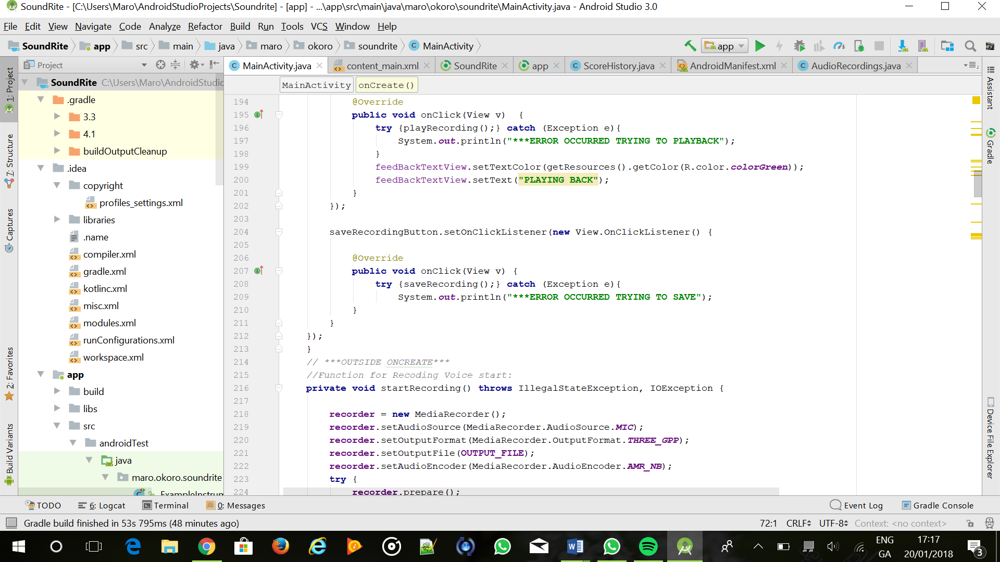 SoundRite - [C:\Users\Maro\AndroidStudioProjects\Soundrite] - [app] - ...\app\src\main\java\maro\okoro\soundrite\MainActivity.java - Android Studio 3.0
File Edit View Navigate Code Analyze Refactor Build Run Tools VCS Window Help
SoundRite app src main java maro okoro soundrite MainActivity app
Project
MainActivity.java content_main.xml SoundRite app ScoreHistory.java AndroidManifest.xml AudioRecordings.java 2
MainActivity onCreate()
1: Project
Z: Structure
Captures
2: Favorites
Build Variants
SoundRite C:\Users\Maro\AndroidStudio
.gradle
3.3
4.1
buildOutputCleanup
.idea
copyright
profiles_settings.xml
libraries
.name
compiler.xml
gradle.xml
kotlinc.xml
misc.xml
modules.xml
runConfigurations.xml
workspace.xml
app
build
libs
src
androidTest
java
maro.okoro.soundrite
ExampleInstrum
194 @Override
195 public void onClick(View v)  {
196 try {playRecording();} catch (Exception e){
197 System.out.println("***ERROR OCCURRED TRYING TO PLAYBACK");
198 }
199 feedBackTextView.setTextColor(getResources().getColor(R.color.colorGreen));
200 feedBackTextView.setText("PLAYING BACK");
201 }
202 });
203
204 saveRecordingButton.setOnClickListener(new View.OnClickListener() {
205
206 @Override
207 public void onClick(View v) {
208 try {saveRecording();} catch (Exception e){
209 System.out.println("***ERROR OCCURRED TRYING TO SAVE");
210 }
211 }
212 });
213 }
214 // ***OUTSIDE ONCREATE***
215 //Function for Recoding Voice start:
216 private void startRecording() throws IllegalStateException, IOException {
217
218 recorder = new MediaRecorder();
219 recorder.setAudioSource(MediaRecorder.AudioSource.MIC);
220 recorder.setOutputFormat(MediaRecorder.OutputFormat.THREE_GPP);
221 recorder.setOutputFile(OUTPUT_FILE);
222 recorder.setAudioEncoder(MediaRecorder.AudioEncoder.AMR_NB);
223 try {
224 recorder.prepare();
Assistant
Gradle
Device File Explorer
TODO 6: Logcat Terminal 0: Messages Event Log Gradle Console
Gradle build finished in 53s 795ms (48 minutes ago) 72:1 CRLF UTF-8 Context: <no context>
ENG 17:17
GA 20/01/2018 3